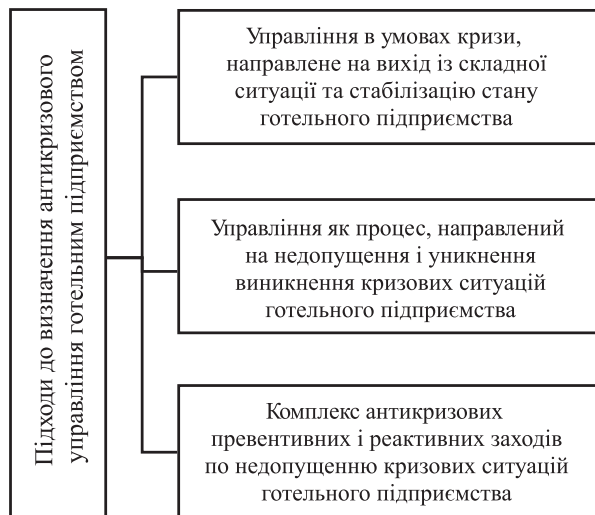 Підходи до визначення антикризового
управління готельним підприємством
Управління в умовах кризи,
направлене на вихід із складної
ситуації та стабілізацію стану
готельного підприємства
Управління як процес, направлений
на недопущення і уникнення
виникнення кризових ситуацій
готельного підприємства
Комплекс антикризових
превентивних і реактивних заходів
по недопущенню кризових ситуацій
готельного підприємства